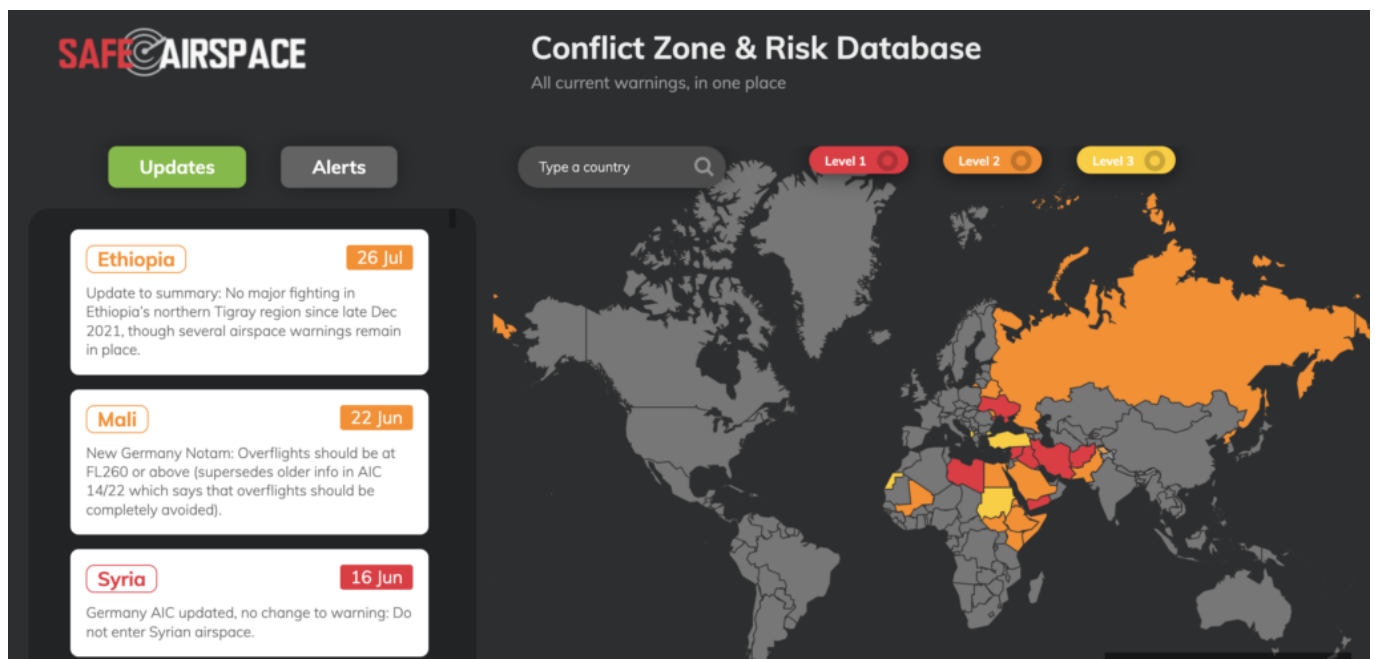 SAFE AIRSPACE
Conflict Zone & Risk Database
All current warnings, in one place
Updates
Alerts
Type a country
Level 1
Level 2
Level 3
Ethiopia
26 Jul
Update to summary: No major fighting in
Ethiopia's northern Tigray region since late Dec
2021, though several airspace warnings remain
in place.
Mali
22 Jun
New Germany Notam: Overflights should be at
FL260 or above (supersedes older info in AIC
14/22 which says that overflights should be
completely avoided).
Syria
16 Jun
Germany AIC updated, no change to warning: Do
not enter Syrian airspace.